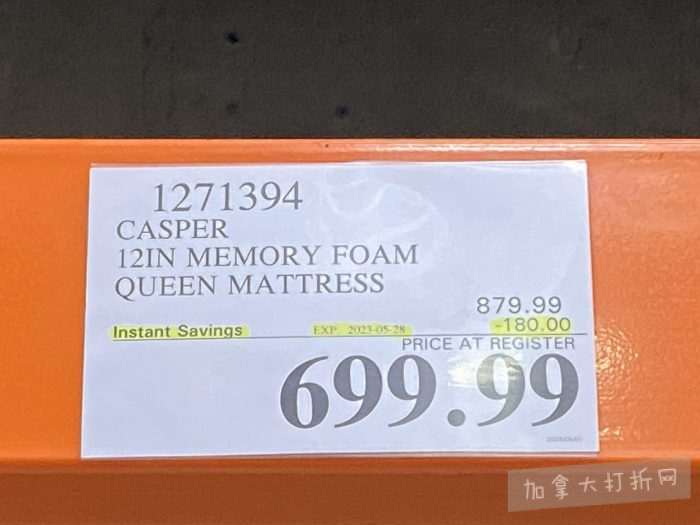 1271394
CASPER
12IN MEMORY FOAM
QUEEN MATTRESS
879.99
Instant Savings EXP. 2023-05-28 -180.00
PRICE AT REGISTER
699.99
加拿大打折网